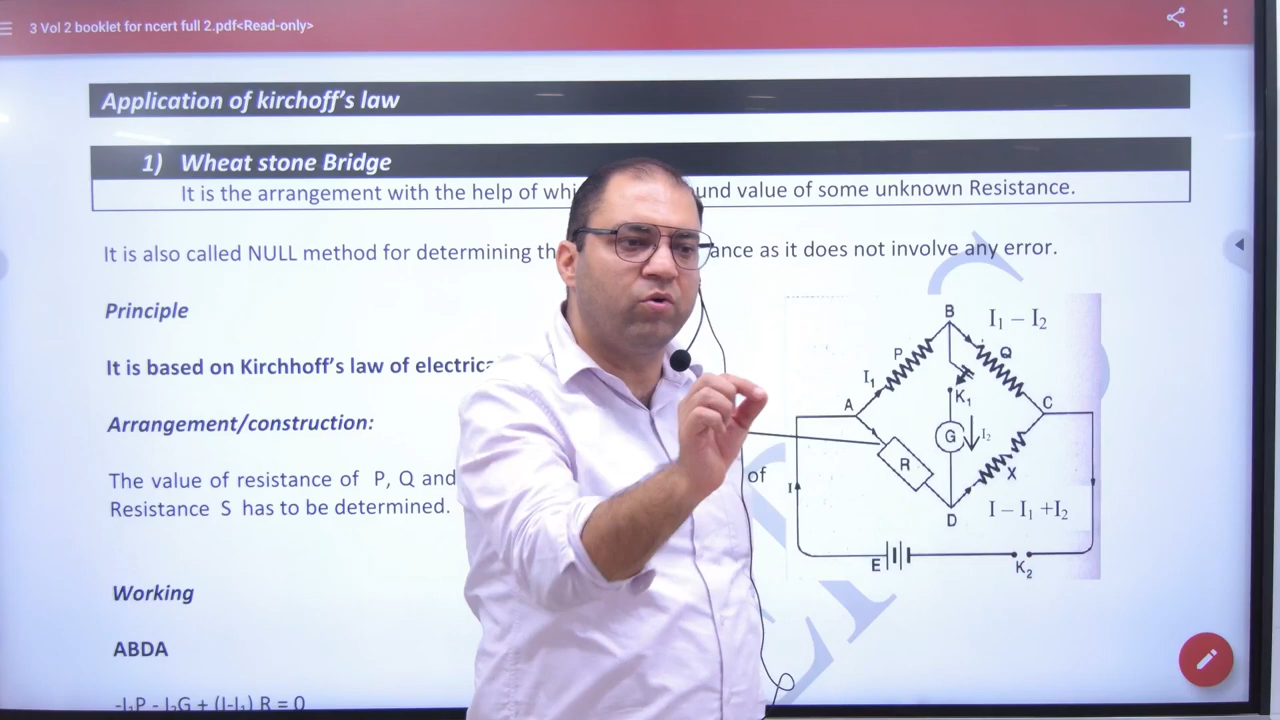 3 Vol 2 booklet for ncert full 2.pdf<Read-only>
Application of kirchoff's law
1) Wheat stone Bridge
It is the arrangement with the help of und value of some unknown Resistance.
It is also called NULL method for determining ance as it does not involve any error.
Principle
It is based on Kirchhoff's law of
Arrangement/construction:
The value of resistance of P, Q and of
Resistance S has to be determined.
Working
ABDA
-I₁P - I₂G + (I-I₁) R = 0
B
I₁ – I₂
P
Q
I₁
K₁
A
C
G
I₂
R
X
I
D
I – I₁ +I₂
E
K₂